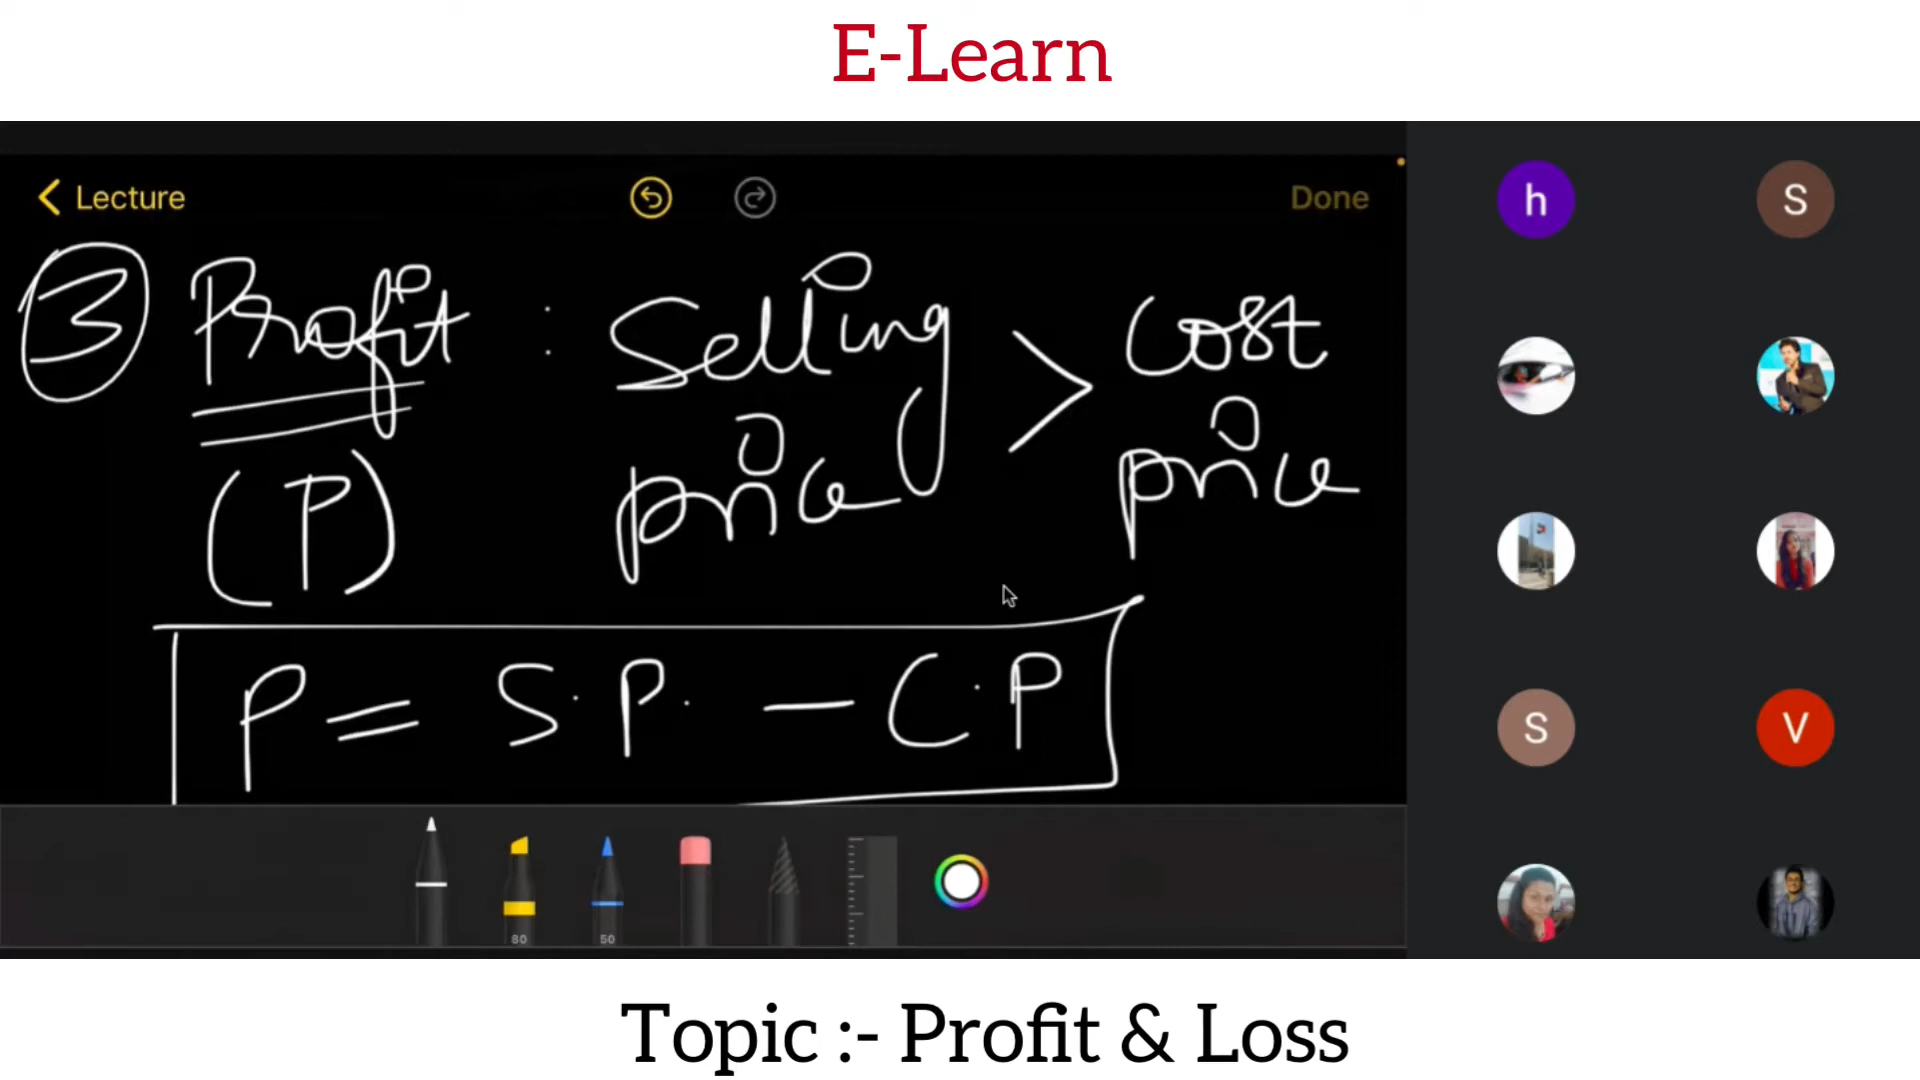 E-Learn
Lecture
Done
3 Profit : Selling price > cost price
(P)
P = S.P. - C.P
80
50
h
S
S
V
Topic :- Profit & Loss